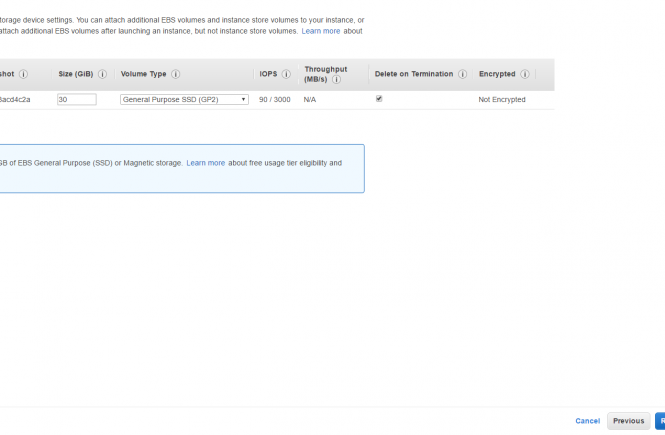 torage device settings. You can attach additional EBS volumes and instance store volumes to your instance, or
attach additional EBS volumes after launching an instance, but not instance store volumes. Learn more about
shot Size (GiB) Volume Type IOPS Throughput (MB/s) Delete on Termination Encrypted
8acd4c2a 30 General Purpose SSD (GP2) 90 / 3000 N/A Not Encrypted
GB of EBS General Purpose (SSD) or Magnetic storage. Learn more about free usage tier eligibility and
Cancel Previous R